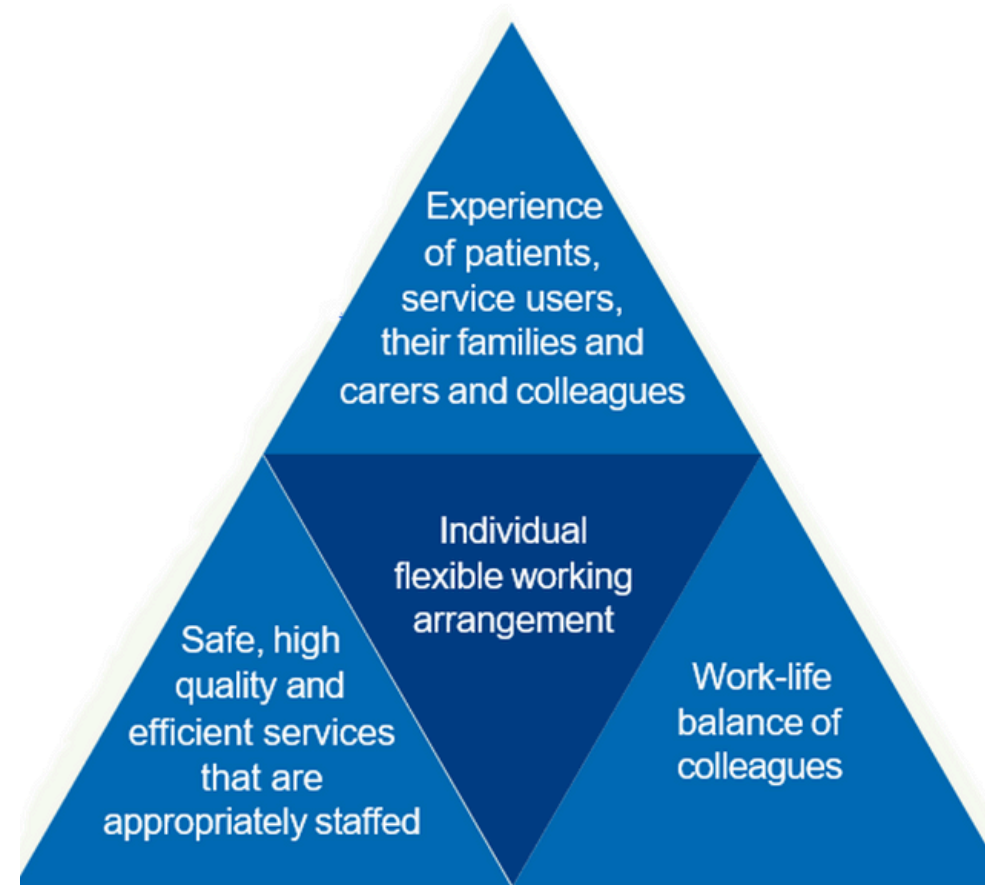 Experience
of patients,
service users,
their families and
carers and colleagues
Individual
flexible working
arrangement
Safe, high
quality and
efficient services
that are
appropriately staffed
Work-life
balance of
colleagues